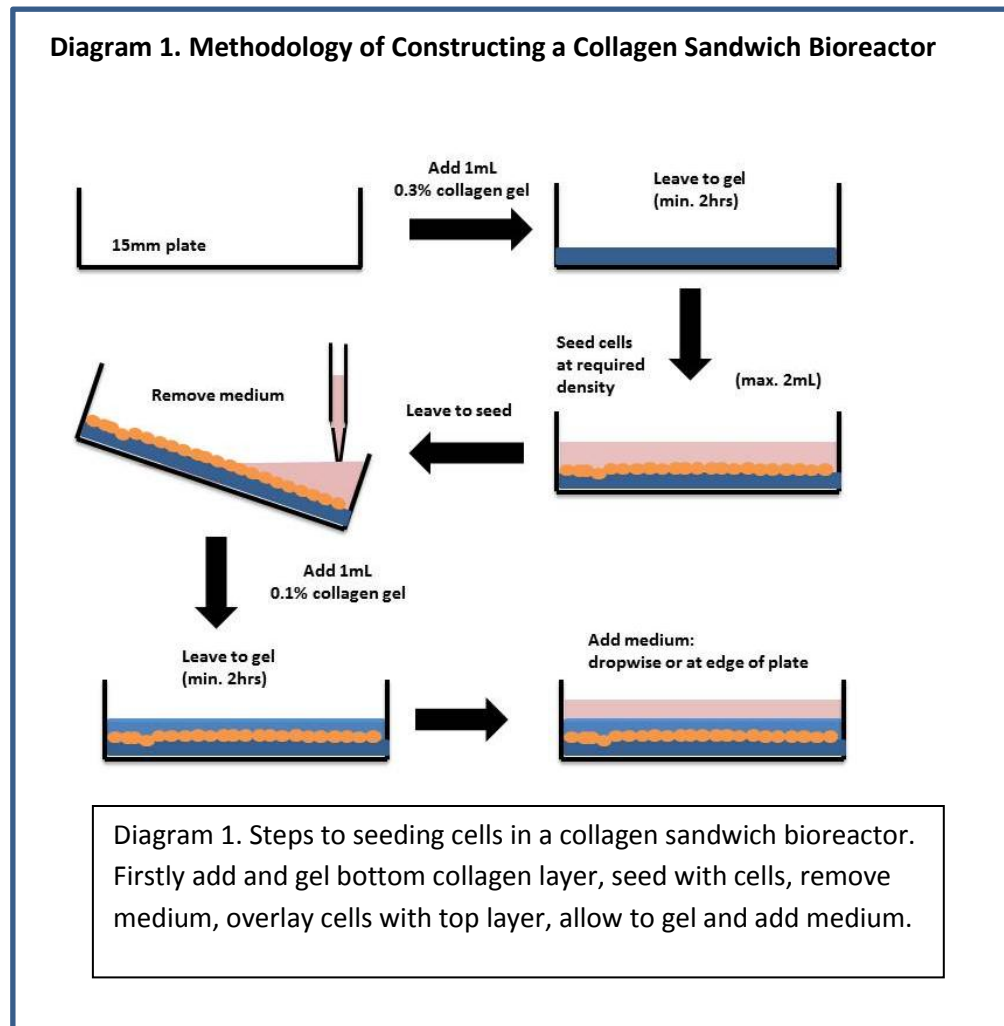 Diagram 1. Methodology of Constructing a Collagen Sandwich Bioreactor
15mm plate
Add 1mL
0.3% collagen gel
Leave to gel
(min. 2hrs)
Seed cells
at required
density
(max. 2mL)
Leave to seed
Remove medium
Add 1mL
0.1% collagen gel
Leave to gel
(min. 2hrs)
Add medium:
dropwise or at edge of plate
Diagram 1. Steps to seeding cells in a collagen sandwich bioreactor.
Firstly add and gel bottom collagen layer, seed with cells, remove
medium, overlay cells with top layer, allow to gel and add medium.